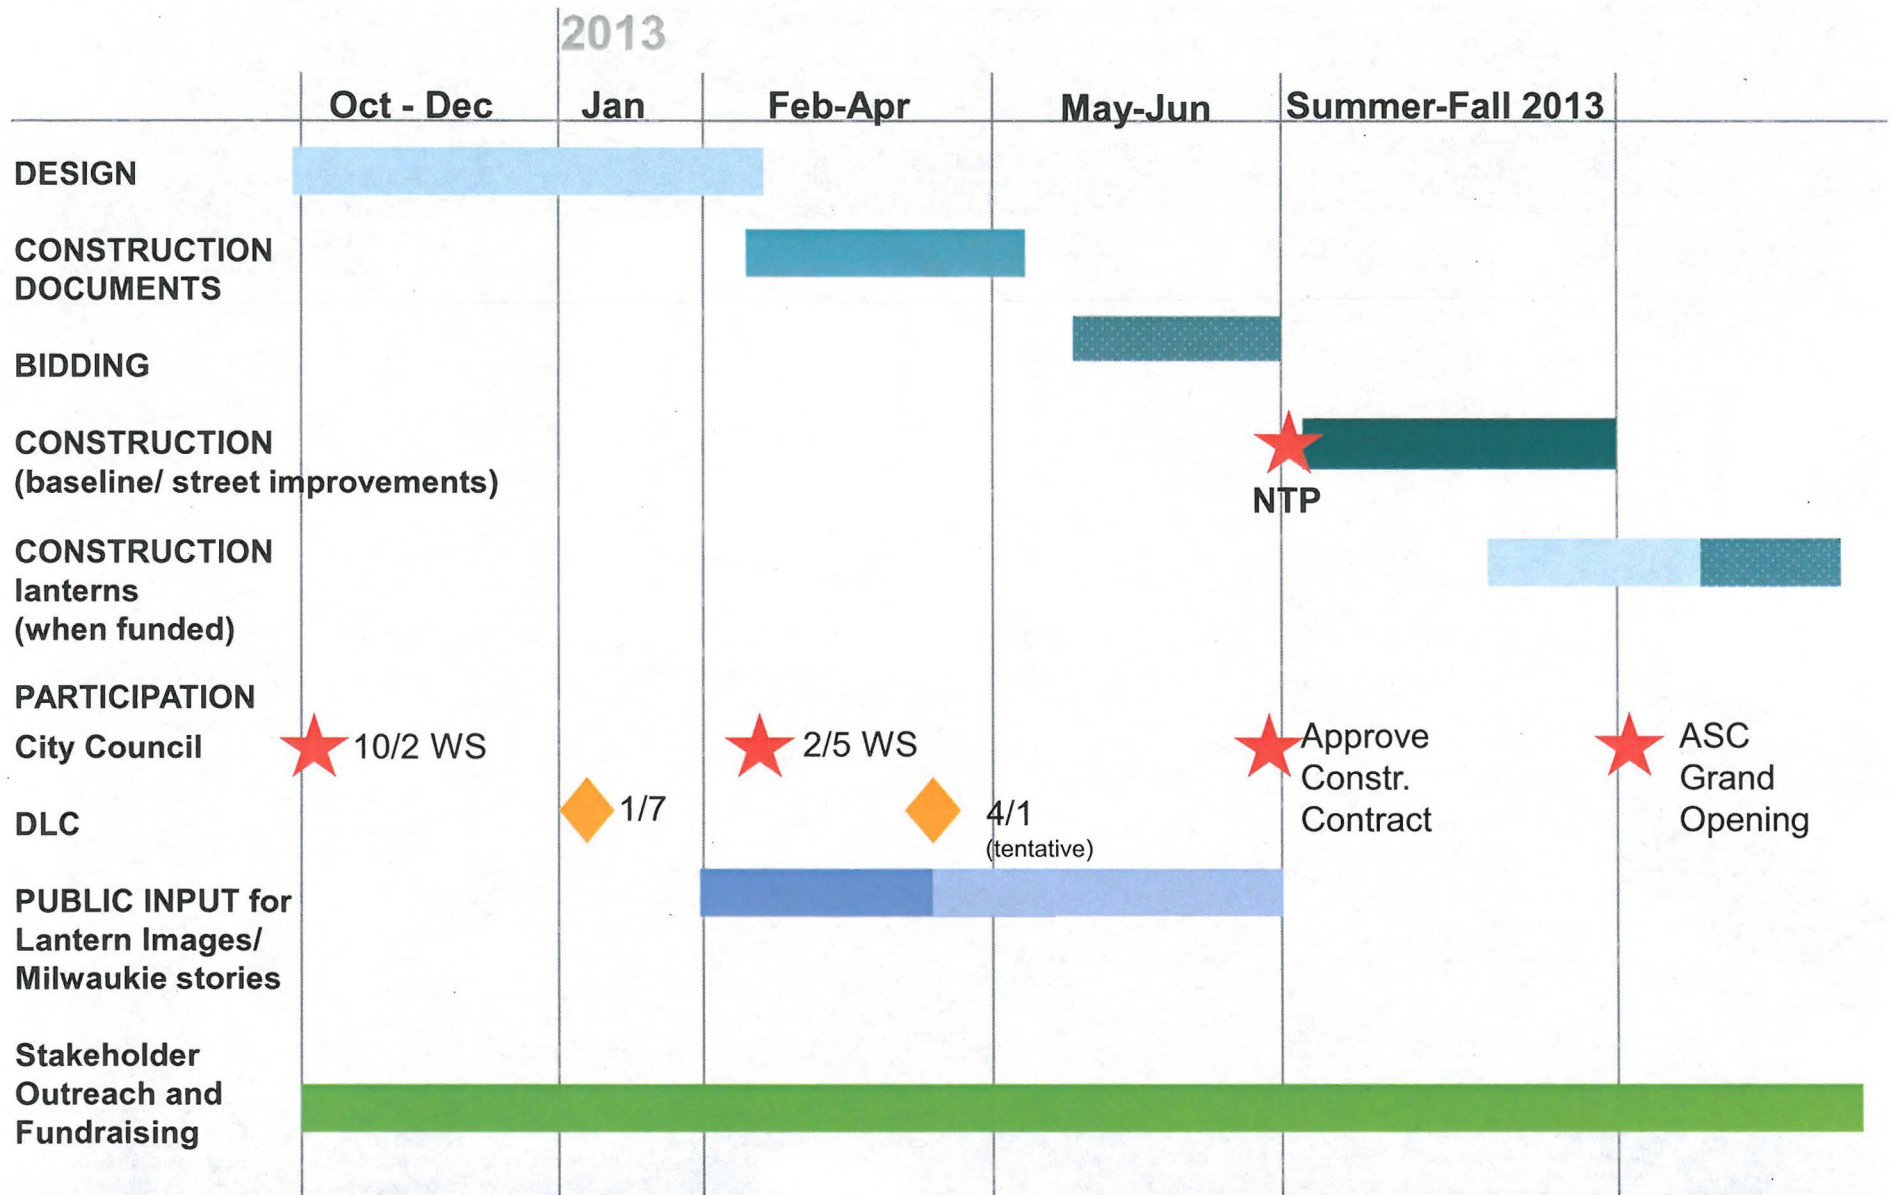 2013
Oct - Dec Jan Feb-Apr May-Jun Summer-Fall 2013
DESIGN
CONSTRUCTION
DOCUMENTS
BIDDING
CONSTRUCTION
(baseline/ street improvements)
NTP
CONSTRUCTION
lanterns
(when funded)
PARTICIPATION
City Council
10/2 WS
2/5 WS
Approve
Constr.
Contract
ASC
Grand
Opening
DLC
1/7
4/1
(tentative)
PUBLIC INPUT for
Lantern Images/
Milwaukie stories
Stakeholder
Outreach and
Fundraising